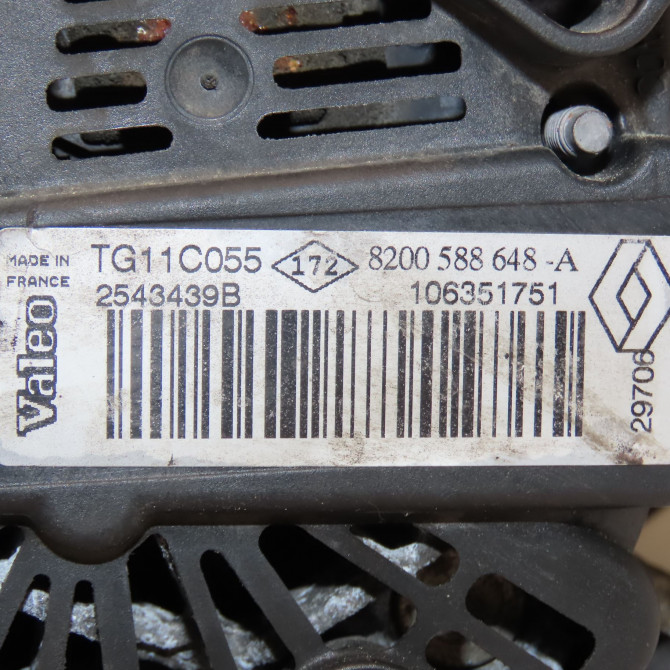 MADE IN
FRANCE
Valeo
TG11C055 172 8200 588 648 -A
2543439B 106351751
29706